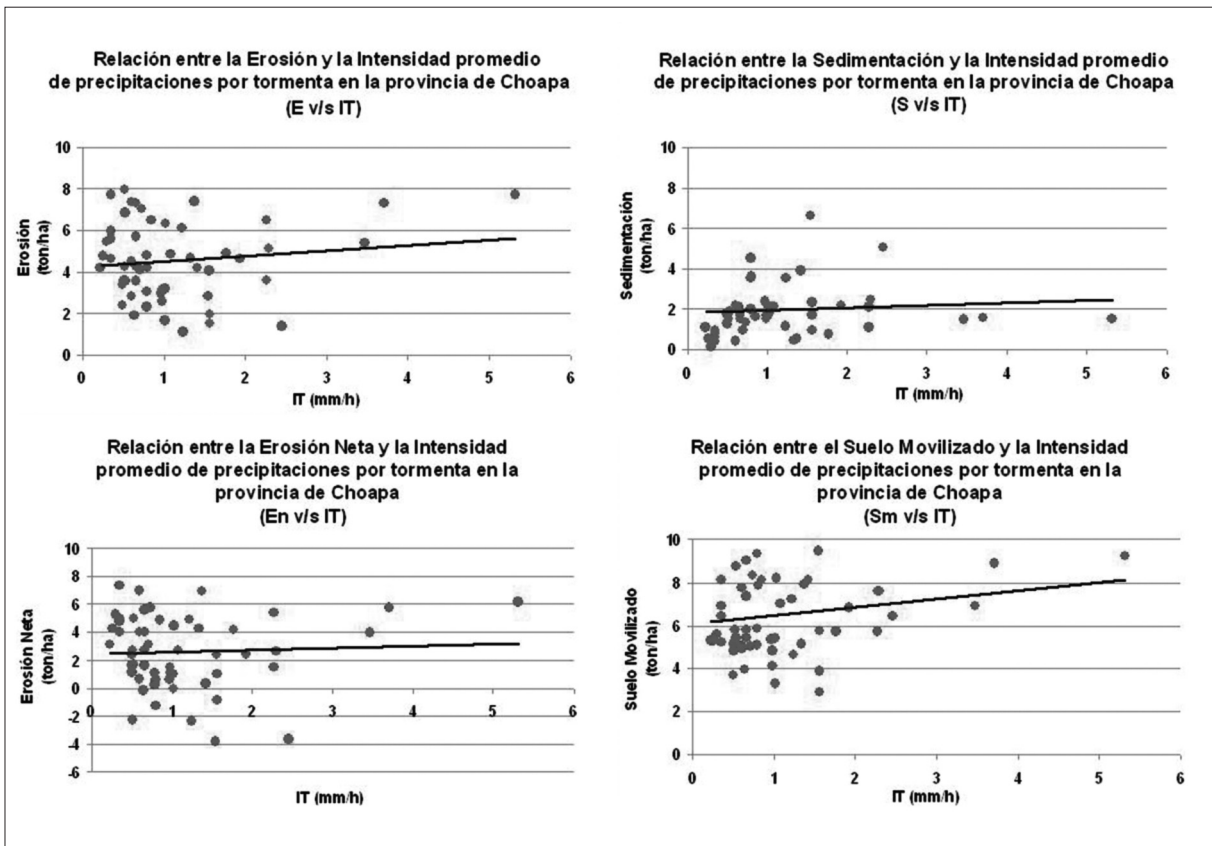 Relación entre la Erosión y la Intensidad promedio
de precipitaciones por tormenta en la provincia de Choapa
(E v/s IT)
10
8
6
4
2
0
0
1
2
3
4
5
6
Erosión
(ton/ha)
IT (mm/h)
Relación entre la Sedimentación y la Intensidad promedio
de precipitaciones por tormenta en la provincia de Choapa
(S v/s IT)
10
8
6
4
2
0
0
1
2
3
4
5
6
Sedimentación
(ton/ha)
IT (mm/h)
Relación entre la Erosión Neta y la Intensidad
promedio de precipitaciones por tormenta en la
provincia de Choapa
(En v/s IT)
10
8
6
4
2
0
-2
-4
-6
0
1
2
3
4
5
6
Erosión Neta
(ton/ha)
IT (mm/h)
Relación entre el Suelo Movilizado y la Intensidad
promedio de precipitaciones por tormenta en la
provincia de Choapa
(Sm v/s IT)
10
8
6
4
2
0
0
1
2
3
4
5
6
Suelo Movilizado
(ton/ha)
IT (mm/h)